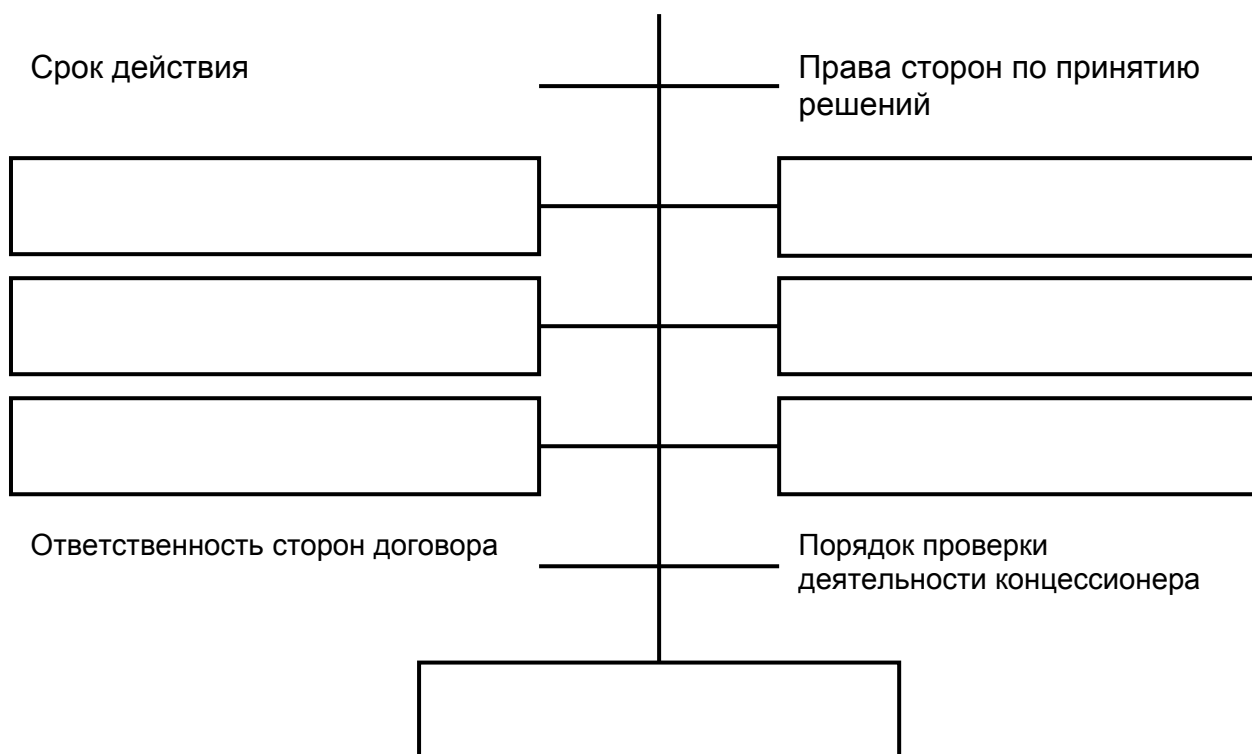 Срок действия
Права сторон по принятию
решений
Ответственность сторон договора
Порядок проверки
деятельности концессионера